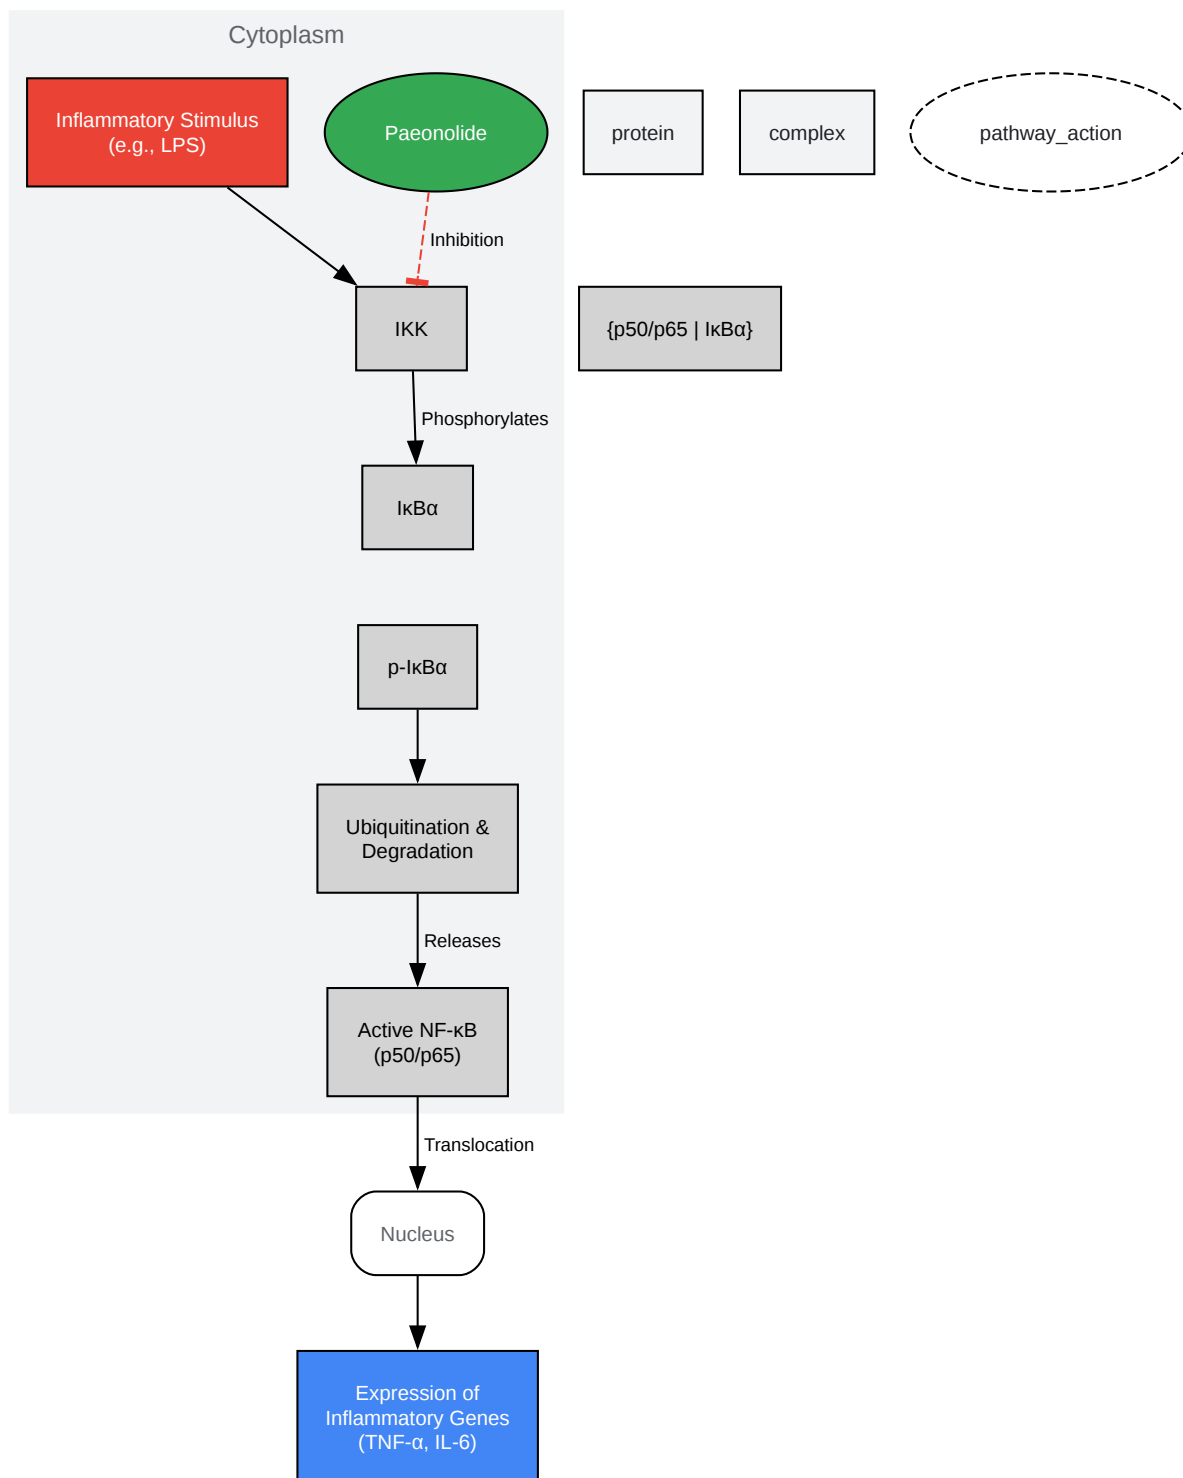 Cytoplasm
Inflammatory Stimulus
(e.g., LPS)
Paeonolide
protein
complex
pathway_action
Inhibition
IKK
{p50/p65 | IκBα}
Phosphorylates
IκBα
p-IκBα
Ubiquitination &
Degradation
Releases
Active NF-κB
(p50/p65)
Translocation
Nucleus
Expression of
Inflammatory Genes
(TNF-α, IL-6)